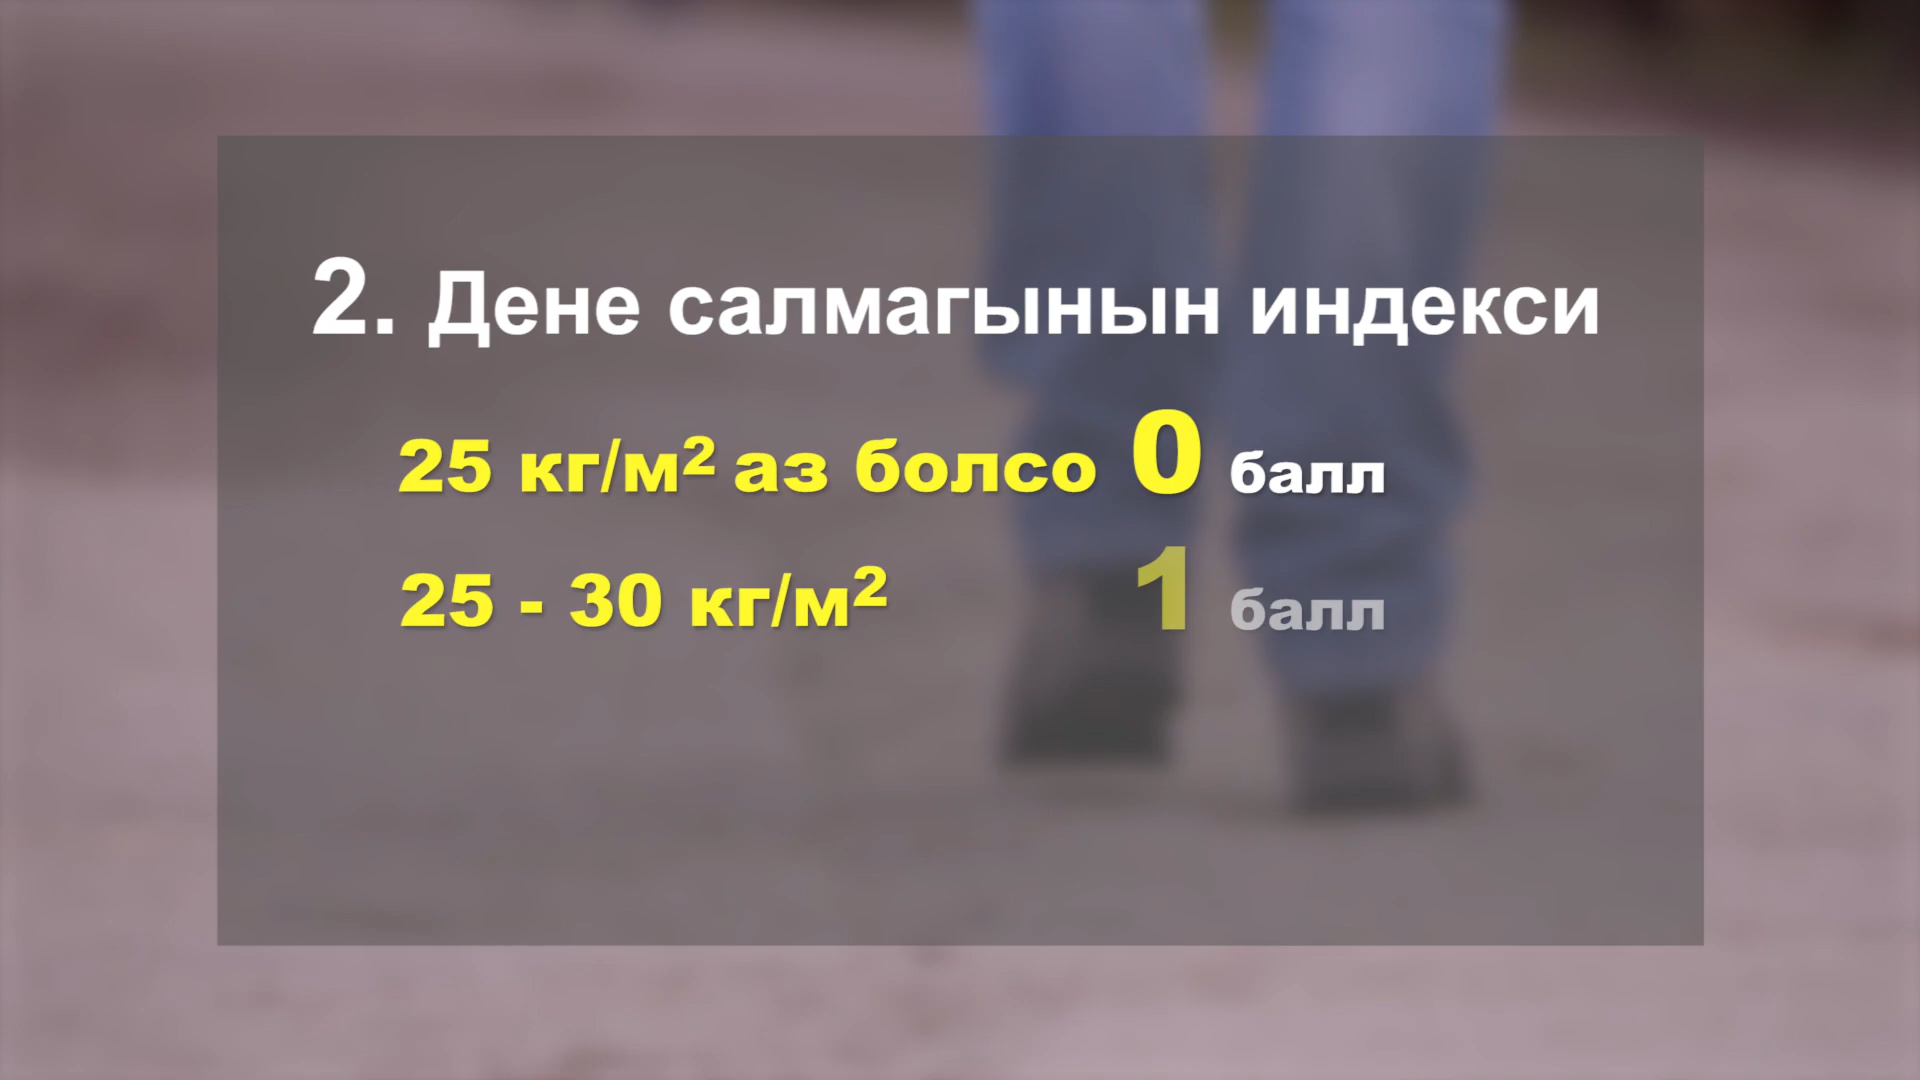 2. Дене салмагынын индекси
25 кг/м² аз болсо 0 балл
25 - 30 кг/м² 1 балл